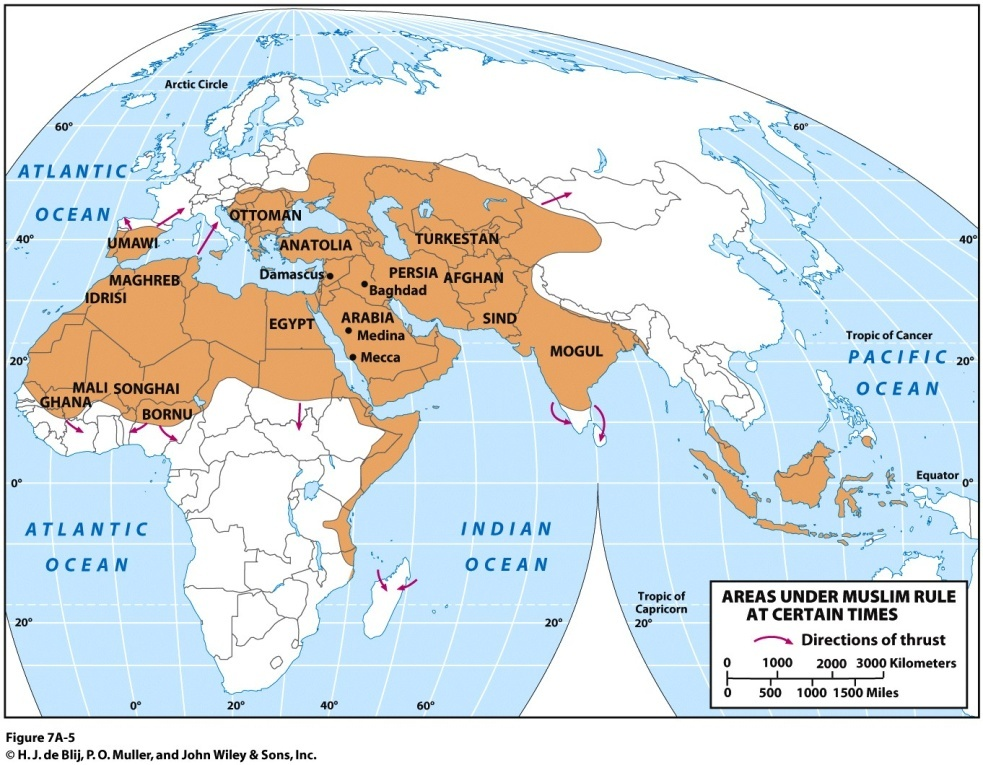 Arctic Circle
60°
60°
ATLANTIC
OCEAN
OTTOMAN
40°
UMAWI
ANATOLIA
TURKESTAN
40°
Damascus
PERSIA
AFGHAN
MAGHREB
Baghdad
IDRISI
ARABIA
EGYPT
SIND
Medina
Tropic of Cancer
MOGUL
Mecca
PACIFIC
20°
20°
OCEAN
MALI
SONGHAI
GHANA
BORNU
Equator
0°
0°
ATLANTIC
INDIAN
OCEAN
OCEAN
Tropic of
Capricorn
20°
20°
20°
AREAS UNDER MUSLIM RULE
AT CERTAIN TIMES
Directions of thrust
0 1000 2000 3000 Kilometers
0 500 1000 1500 Miles
0°
20°
40°
60°
Figure 7A-5
© H. J. de Blij, P. O. Muller, and John Wiley & Sons, Inc.